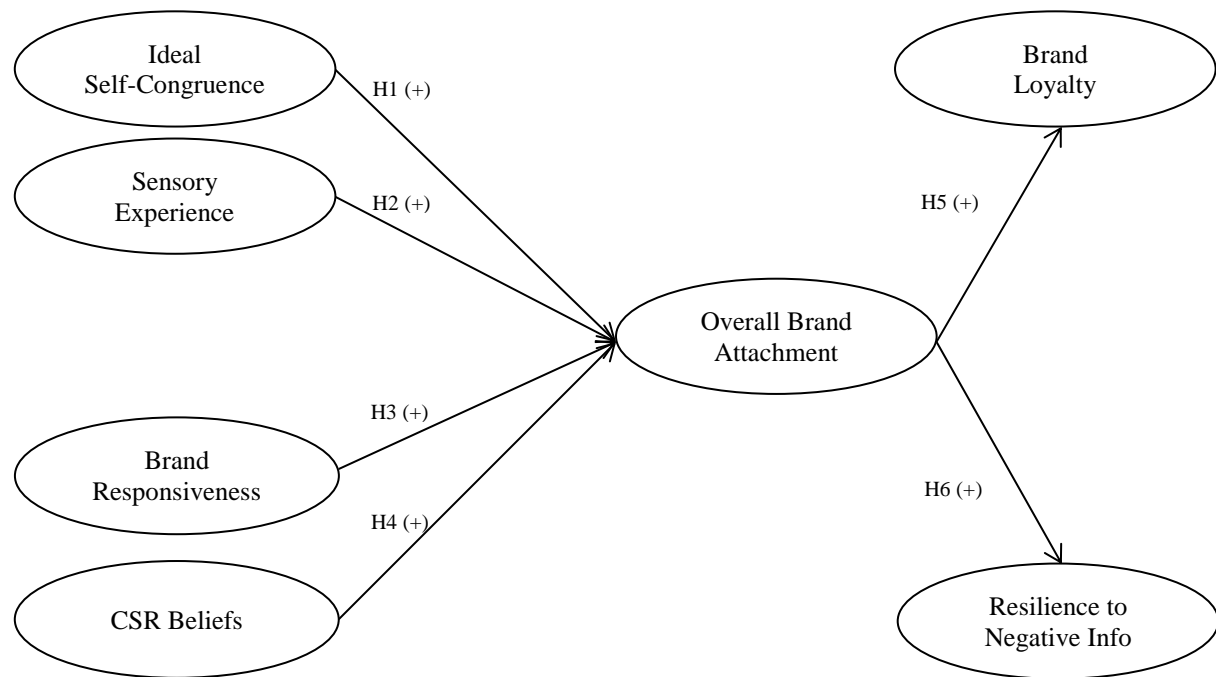 Ideal
Self-Congruence
H1 (+)
Sensory
Experience
H2 (+)
Brand
Responsiveness
H3 (+)
CSR Beliefs
H4 (+)
Overall Brand
Attachment
H5 (+)
Brand
Loyalty
H6 (+)
Resilience to
Negative Info